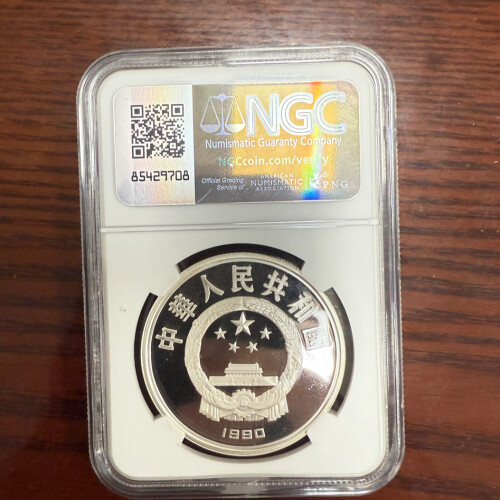 NGC
Numismatic Guaranty Company
NGCcoin.com/verify
85429708
Official Grading
Service of
AMERICAN
NUMISMATIC
ASSOCIATION
PNG
中華人民共和国
1990